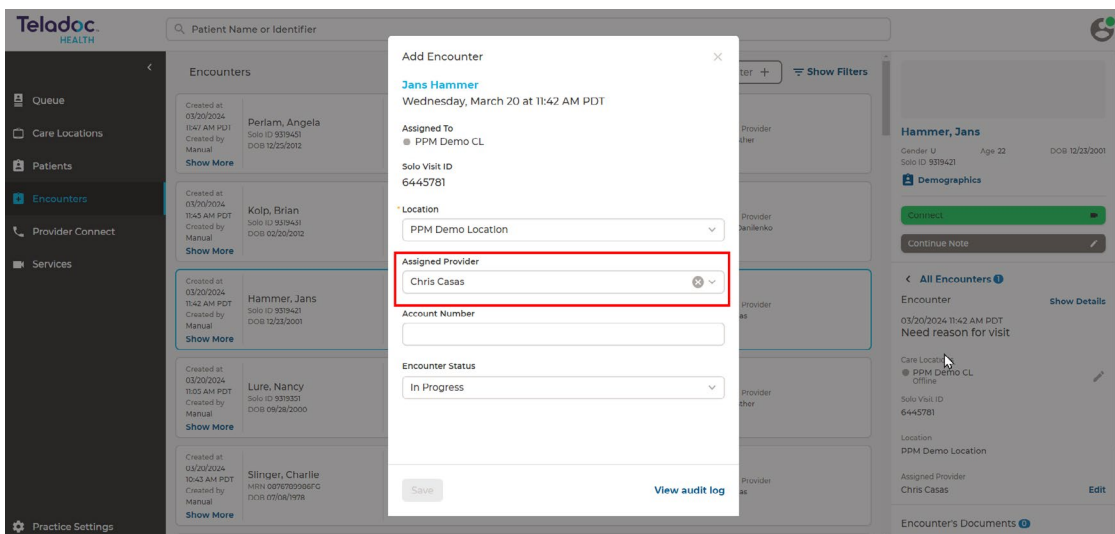 Teladoc
HEALTH
Patient Name or Identifier
Queue
Care Locations
Patients
Encounters
Provider Connect
Services
Practice Settings
Encounters
ter +
Show Filters
Created at
03/20/2024
11:47 AM PDT
Created by
Manual
Show More
Perlam, Angela
Solo ID 9319451
DOB 12/25/2012
Provider
ther
Created at
03/20/2024
11:45 AM PDT
Created by
Manual
Show More
Kolp, Brian
Solo ID 9319431
DOB 02/20/2012
Provider
Danilenko
Created at
03/20/2024
11:42 AM PDT
Created by
Manual
Show More
Hammer, Jans
Solo ID 9319421
DOB 12/23/2001
Provider
as
Created at
03/20/2024
11:05 AM PDT
Created by
Manual
Show More
Lure, Nancy
Solo ID 9319351
DOB 09/28/2000
Provider
ther
Created at
03/20/2024
10:43 AM PDT
Created by
Manual
Show More
Slinger, Charlie
DOB 07/08/1978
Provider
as
Add Encounter
Jans Hammer
Wednesday, March 20 at 11:42 AM PDT
Assigned To
PPM Demo CL
Solo Visit ID
6445781
*Location
PPM Demo Location
Assigned Provider
Chris Casas
Account Number
Encounter Status
In Progress
Save
View audit log
Hammer, Jans
Gender U Age 22 DOB 12/23/2001
Solo ID 9319421
Demographics
Connect
Continue Note
< All Encounters 1
Encounter
Show Details
03/20/2024 11:42 AM PDT
Need reason for visit
Care Location
PPM Demo CL
Offline
Solo Visit ID
6445781
Location
PPM Demo Location
Assigned Provider
Chris Casas
Edit
Encounter's Documents 0